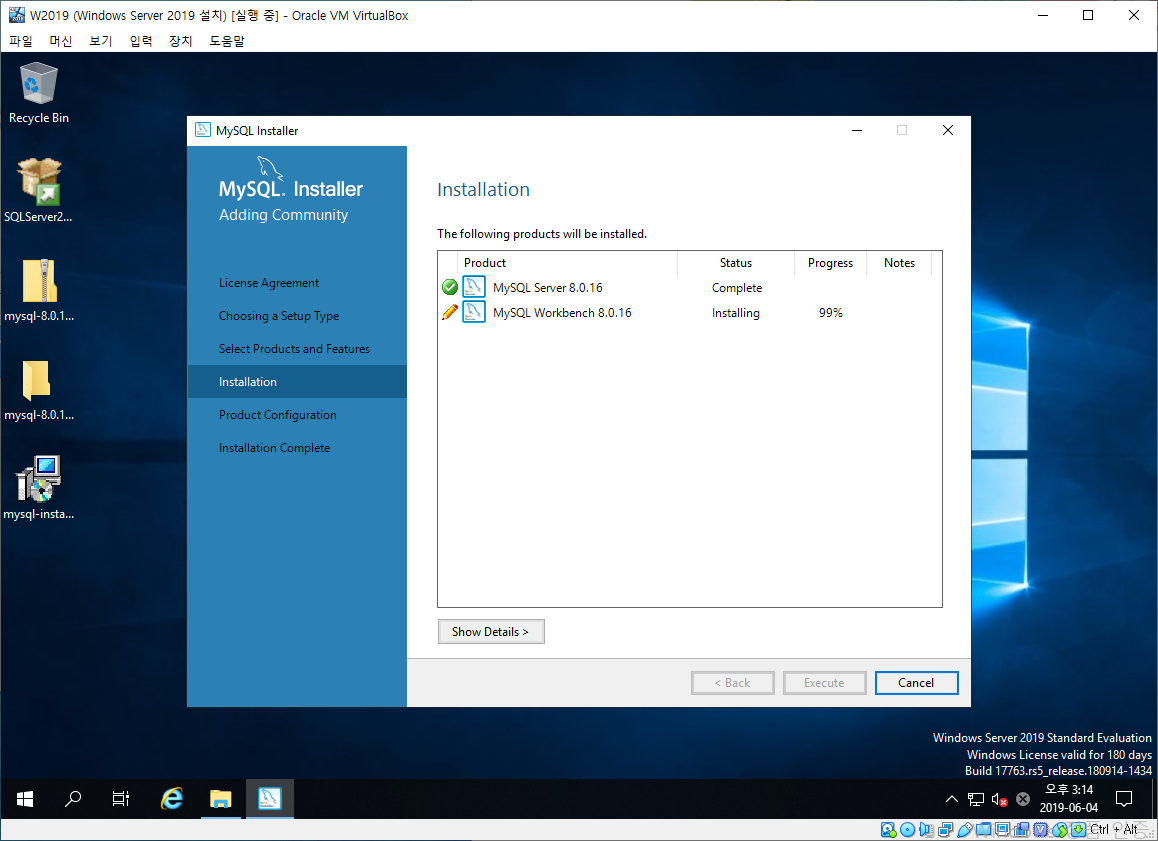 W2019 (Windows Server 2019 설치) [실행 중] - Oracle VM VirtualBox
파일 머신 보기 입력 장치 도움말
Recycle Bin
SQLServer2...
mysql-8.0.1...
mysql-8.0.1...
mysql-insta...
MySQL Installer
MySQL. Installer
Adding Community
License Agreement
Choosing a Setup Type
Select Products and Features
Installation
Product Configuration
Installation Complete
Installation
The following products will be installed.
Product Status Progress Notes
MySQL Server 8.0.16 Complete
MySQL Workbench 8.0.16 Installing 99%
Show Details >
< Back Execute Cancel
Windows Server 2019 Standard Evaluation
Windows License valid for 180 days
Build 17763.rs5_release.180914-1434
오후 3:14
2019-06-04
Ctrl + Alt